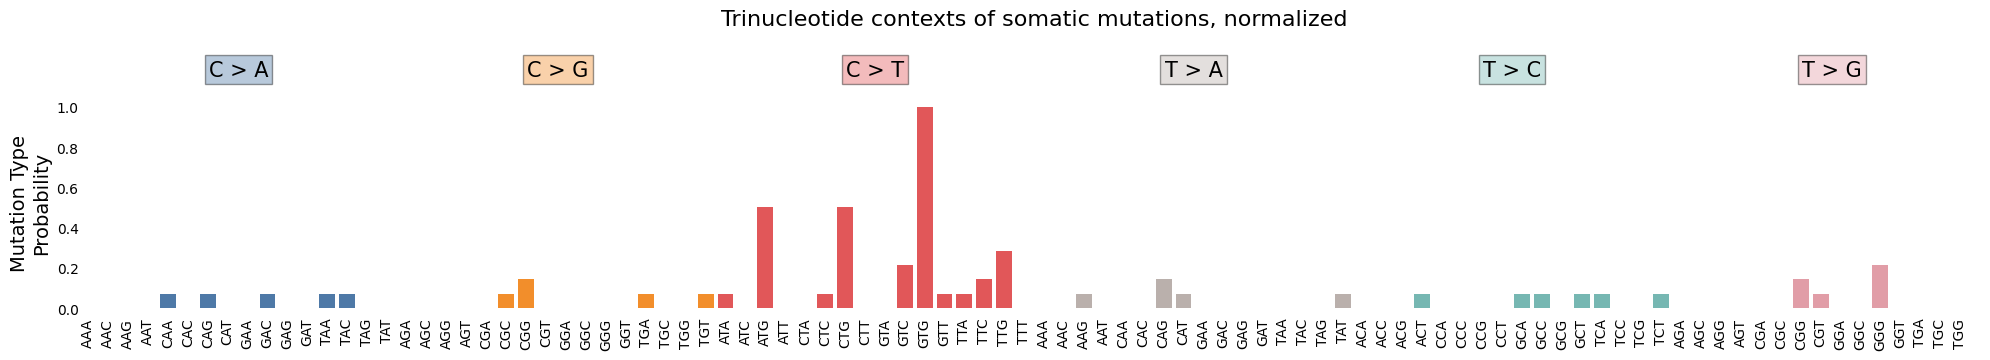 Trinucleotide contexts of somatic mutations, normalized
C > A
C > G
C > T
T > A
T > C
T > G
Mutation Type
Probability
1.0
0.8
0.6
0.4
0.2
0.0
AAA
AAC
AAG
AAT
CAA
CAC
CAG
CAT
GAA
GAC
GAG
GAT
TAA
TAC
TAG
TAT
AGA
AGC
AGG
AGT
CGA
CGC
CGG
CGT
GGA
GGC
GGG
GGT
TGA
TGC
TGG
TGT
ATA
ATC
ATG
ATT
CTA
CTC
CTG
CTT
GTA
GTC
GTG
GTT
TTA
TTC
TTG
TTT
AAA
AAC
AAG
AAT
CAA
CAC
CAG
CAT
GAA
GAC
GAG
GAT
TAA
TAC
TAG
TAT
ACA
ACC
ACG
ACT
CCA
CCC
CCG
CCT
GCA
GCC
GCG
GCT
TCA
TCC
TCG
TCT
AGA
AGC
AGG
AGT
CGA
CGC
CGG
CGT
GGA
GGC
GGG
GGT
TGA
TGC
TGG